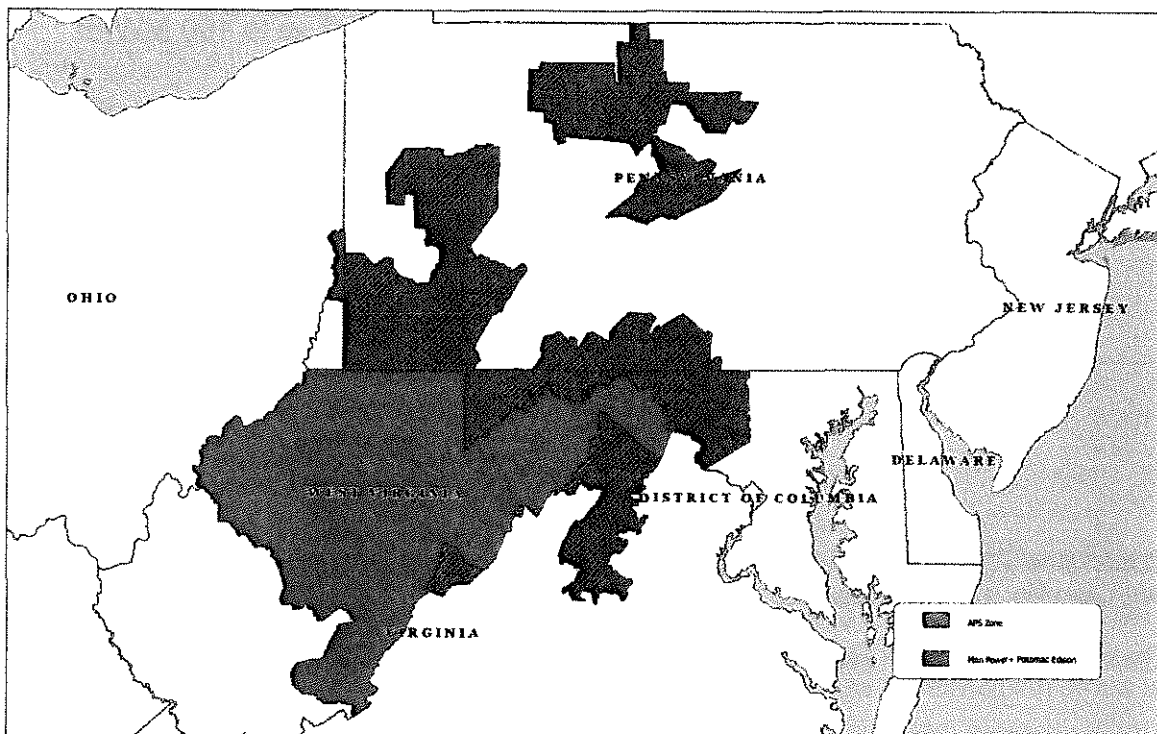 PENNSYLVANIA
OHIO
NEW JERSEY
DELAWARE
WEST VIRGINIA
DISTRICT OF COLUMBIA
VIRGINIA
APS Zone
Mon Power + Potomac Edison